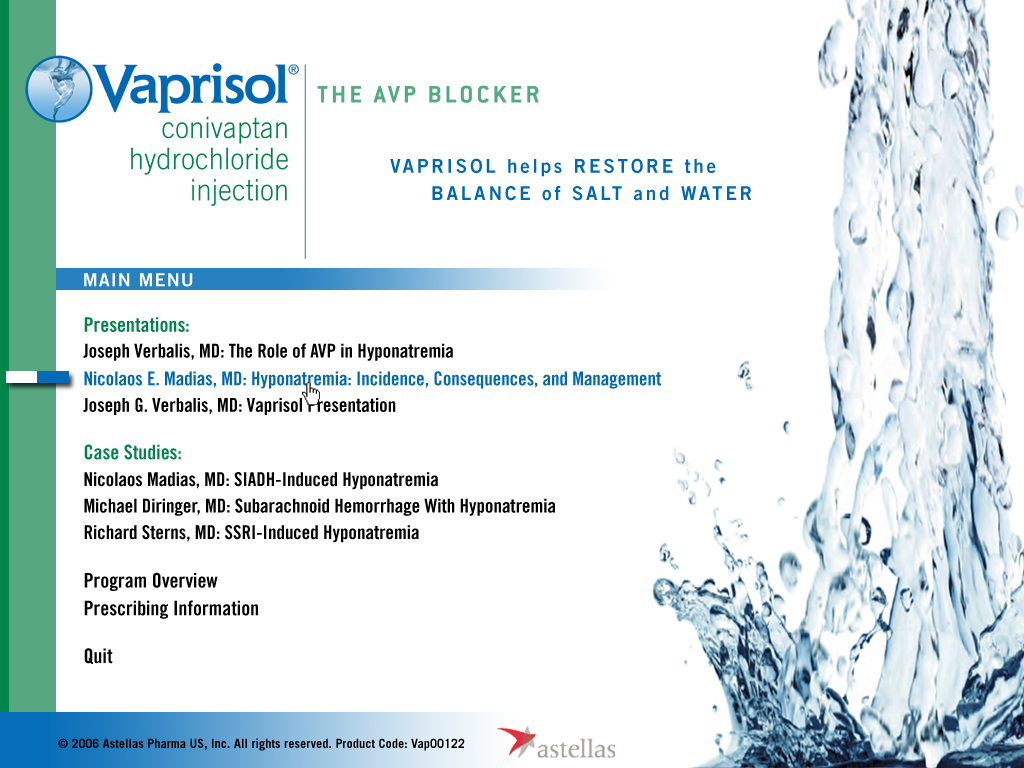 Vaprisol®
conivaptan
hydrochloride
injection
THE AVP BLOCKER
VAPRISOL helps RESTORE the
BALANCE of SALT and WATER
MAIN MENU
Presentations:
Joseph Verbalis, MD: The Role of AVP in Hyponatremia
Nicolaos E. Madias, MD: Hyponatremia: Incidence, Consequences, and Management
Joseph G. Verbalis, MD: Vaprisol Presentation
Case Studies:
Nicolaos Madias, MD: SIADH-Induced Hyponatremia
Michael Diringer, MD: Subarachnoid Hemorrhage With Hyponatremia
Richard Sterns, MD: SSRI-Induced Hyponatremia
Program Overview
Prescribing Information
Quit
© 2006 Astellas Pharma US, Inc. All rights reserved. Product Code: Vap00122
astellas